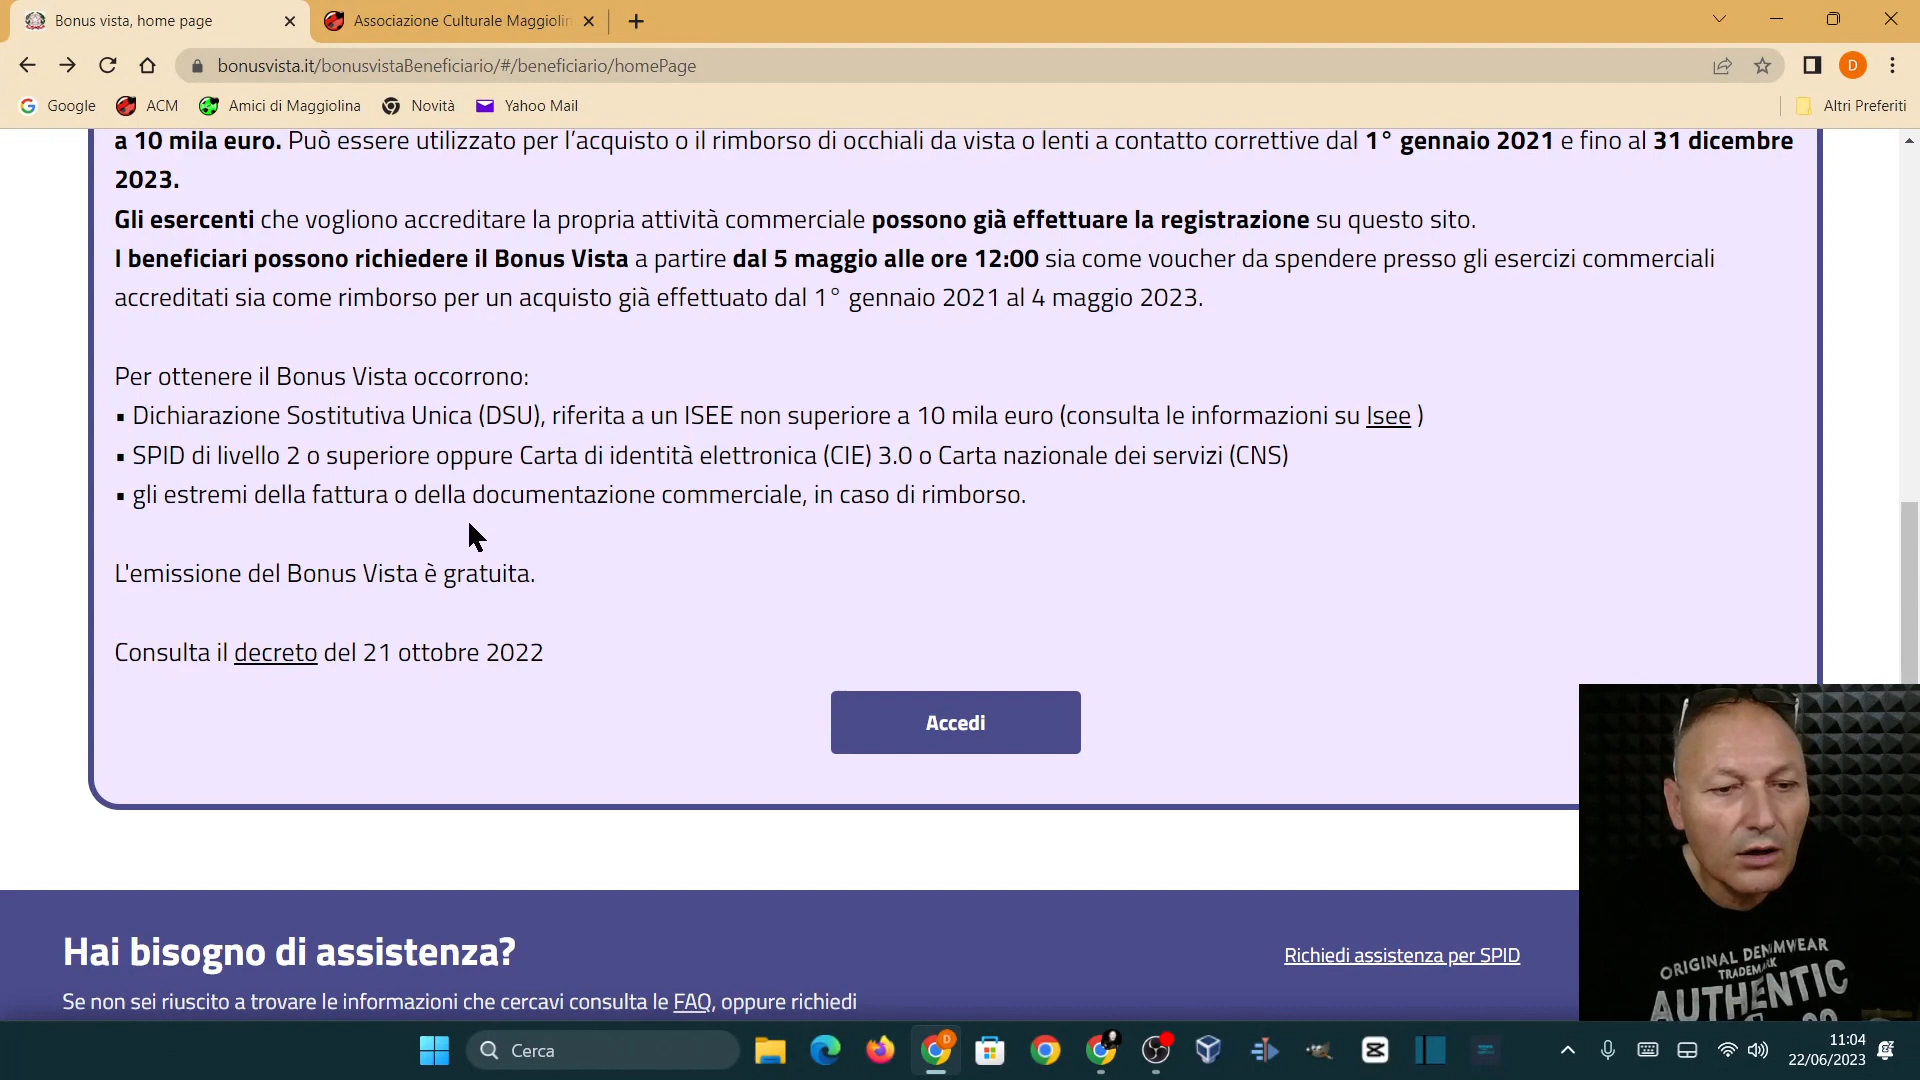 Bonus vista, home page
Associazione Culturale Maggiolin
bonusvista.it/bonusvistaBeneficiario/#/beneficiario/homePage
D
Google
ACM
Amici di Maggiolina
Novità
Yahoo Mail
Altri Preferiti
a 10 mila euro. Può essere utilizzato per l’acquisto o il rimborso di occhiali da vista o lenti a contatto correttive dal 1° gennaio 2021 e fino al 31 dicembre
2023.
Gli esercenti che vogliono accreditare la propria attività commerciale possono già effettuare la registrazione su questo sito.
I beneficiari possono richiedere il Bonus Vista a partire dal 5 maggio alle ore 12:00 sia come voucher da spendere presso gli esercizi commerciali
accreditati sia come rimborso per un acquisto già effettuato dal 1° gennaio 2021 al 4 maggio 2023.
Per ottenere il Bonus Vista occorrono:
▪ Dichiarazione Sostitutiva Unica (DSU), riferita a un ISEE non superiore a 10 mila euro (consulta le informazioni su Isee )
▪ SPID di livello 2 o superiore oppure Carta di identità elettronica (CIE) 3.0 o Carta nazionale dei servizi (CNS)
▪ gli estremi della fattura o della documentazione commerciale, in caso di rimborso.
L'emissione del Bonus Vista è gratuita.
Consulta il decreto del 21 ottobre 2022
Accedi
Hai bisogno di assistenza?
Richiedi assistenza per SPID
Se non sei riuscito a trovare le informazioni che cercavi consulta le FAQ, oppure richiedi
ORIGINAL DENIMWEAR
TRADEMARK
AUTHENTIC
Cerca
11:04
22/06/2023